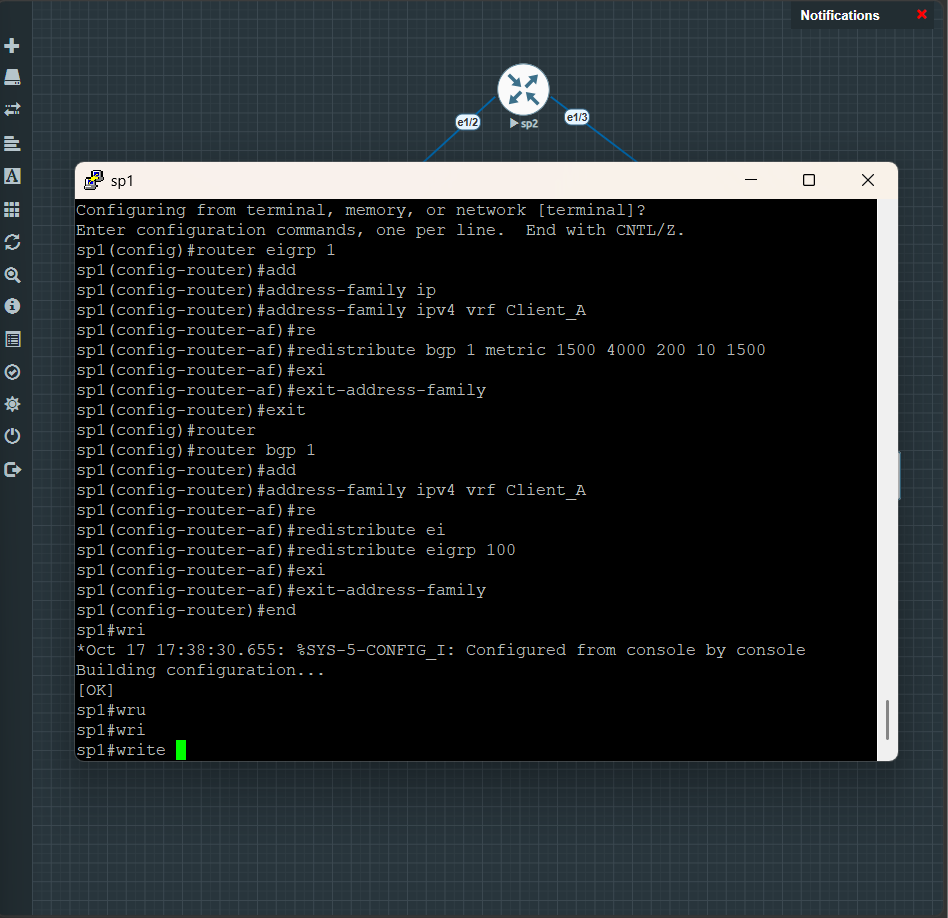 Notifications
e1/2
e1/3
sp2
sp1
Configuring from terminal, memory, or network [terminal]?
Enter configuration commands, one per line.  End with CNTL/Z.
sp1(config)#router eigrp 1
sp1(config-router)#add
sp1(config-router)#address-family ip
sp1(config-router)#address-family ipv4 vrf Client_A
sp1(config-router-af)#re
sp1(config-router-af)#redistribute bgp 1 metric 1500 4000 200 10 1500
sp1(config-router-af)#exi
sp1(config-router-af)#exit-address-family
sp1(config-router)#exit
sp1(config)#router
sp1(config)#router bgp 1
sp1(config-router)#add
sp1(config-router)#address-family ipv4 vrf Client_A
sp1(config-router-af)#re
sp1(config-router-af)#redistribute ei
sp1(config-router-af)#redistribute eigrp 100
sp1(config-router-af)#exi
sp1(config-router-af)#exit-address-family
sp1(config-router)#end
sp1#wri
*Oct 17 17:38:30.655: %SYS-5-CONFIG_I: Configured from console by console
Building configuration...
[OK]
sp1#wru
sp1#wri
sp1#write